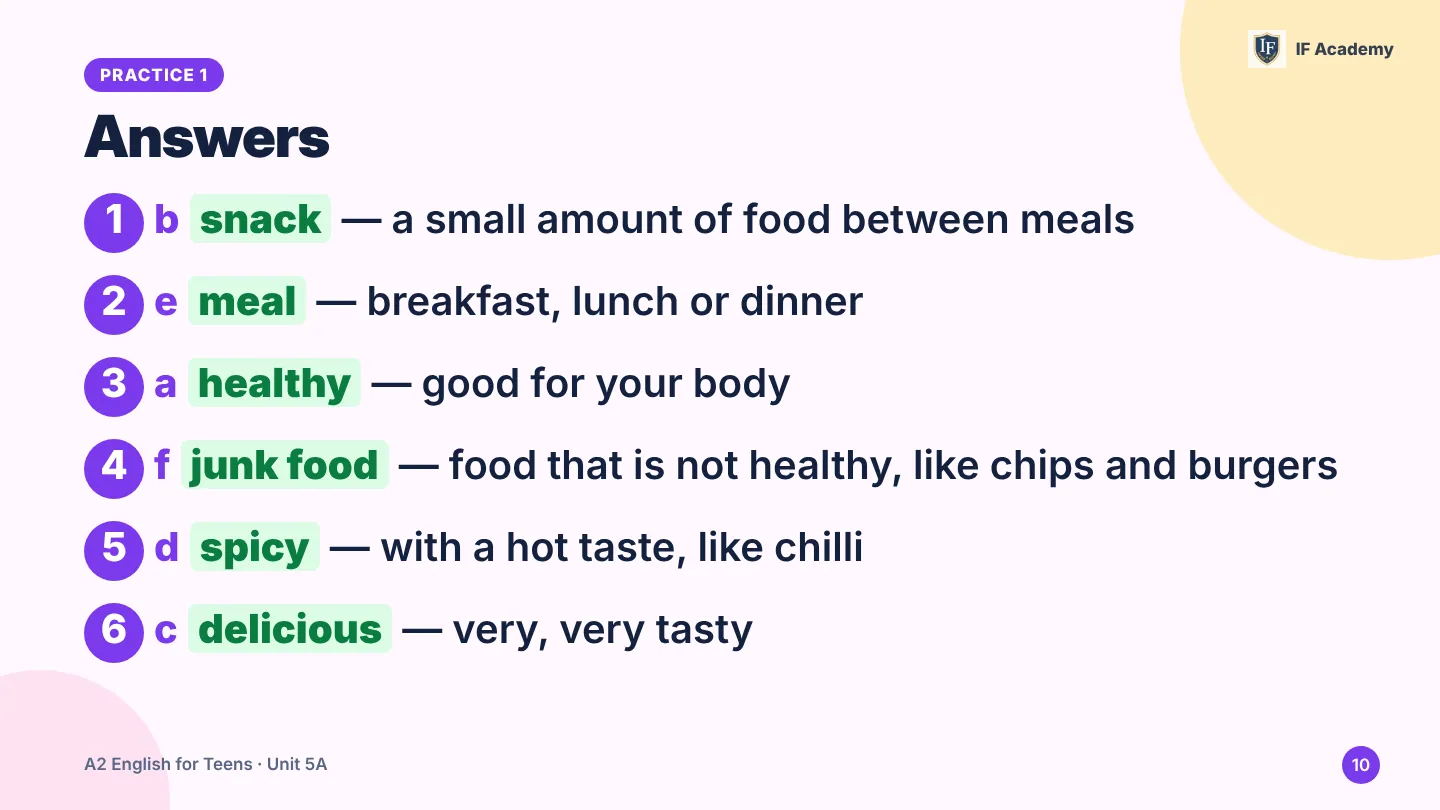 IF IF Academy
PRACTICE 1
Answers
1 b snack — a small amount of food between meals
2 e meal — breakfast, lunch or dinner
3 a healthy — good for your body
4 f junk food — food that is not healthy, like chips and burgers
5 d spicy — with a hot taste, like chilli
6 c delicious — very, very tasty
A2 English for Teens · Unit 5A
10